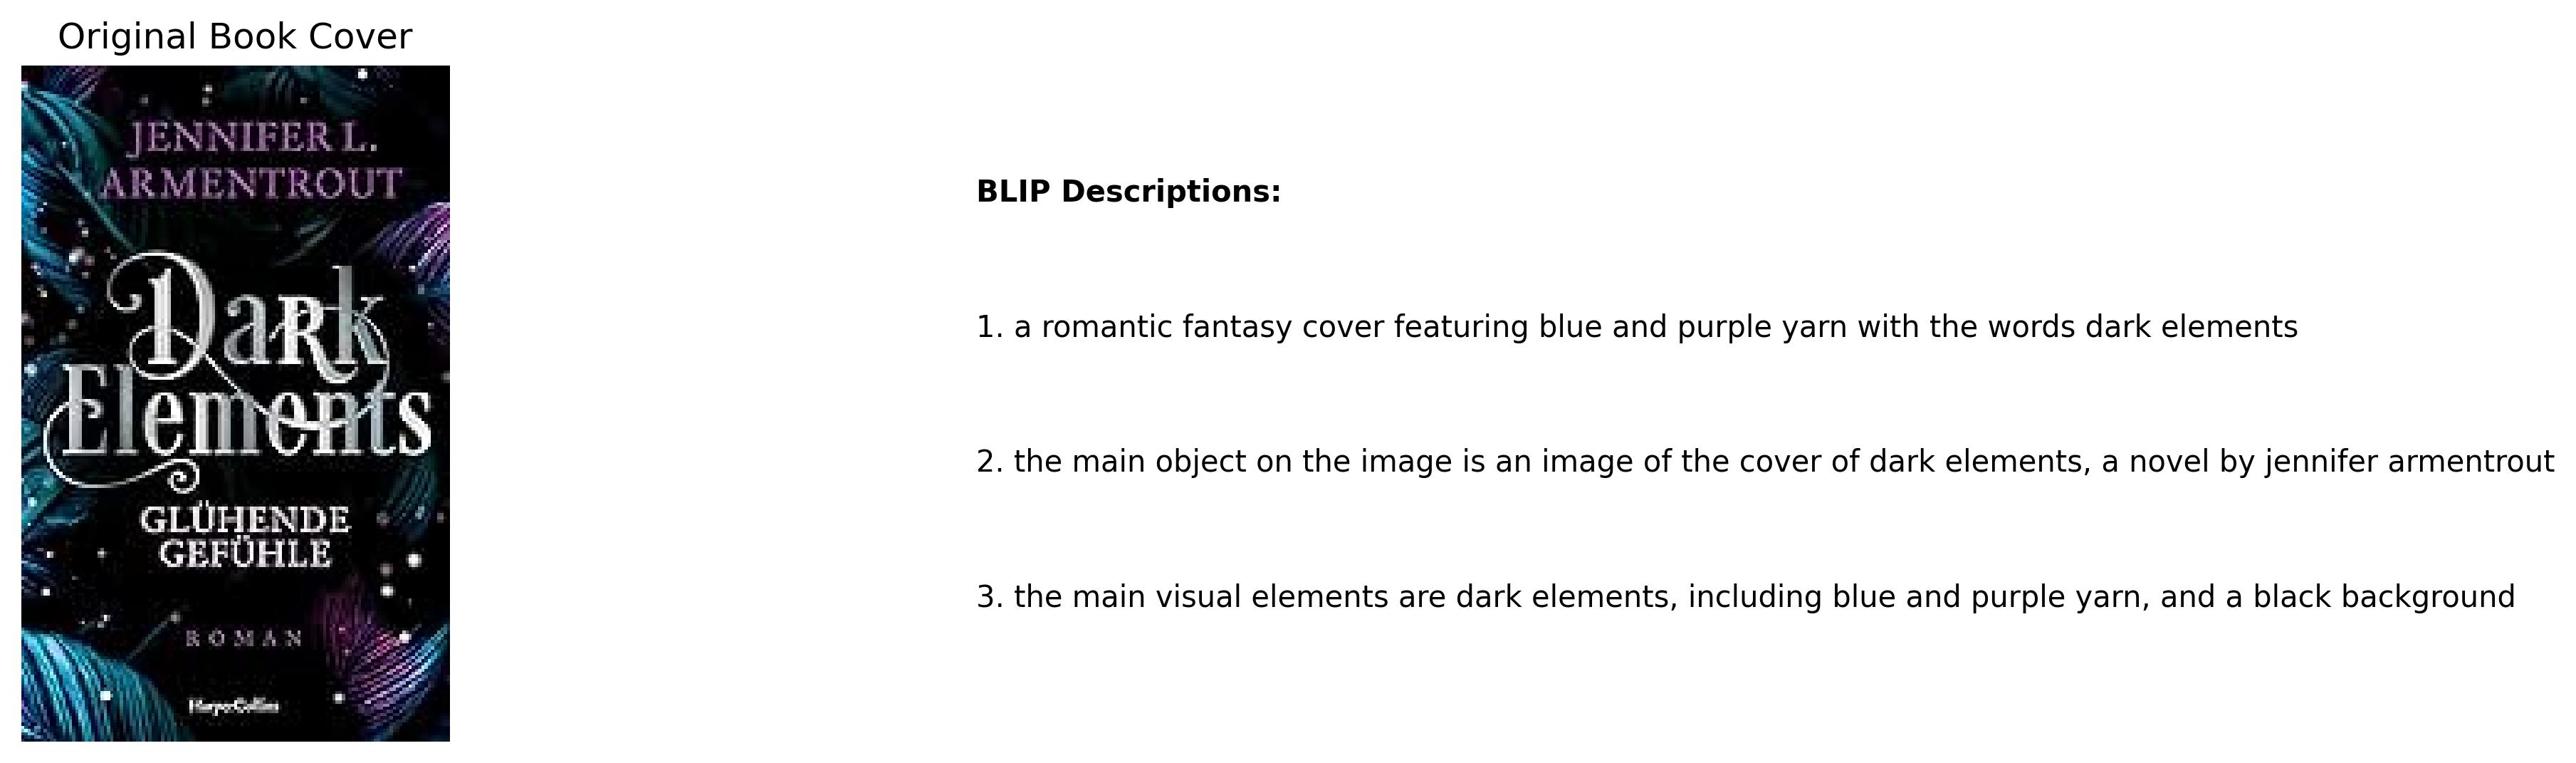 Original Book Cover
JENNIFER L.
ARMENTROUT
Dark
Elements
GLÜHENDE
GEFÜHLE
ROMAN
HarperCollins
BLIP Descriptions:
1. a romantic fantasy cover featuring blue and purple yarn with the words dark elements
2. the main object on the image is an image of the cover of dark elements, a novel by jennifer armentrout
3. the main visual elements are dark elements, including blue and purple yarn, and a black background